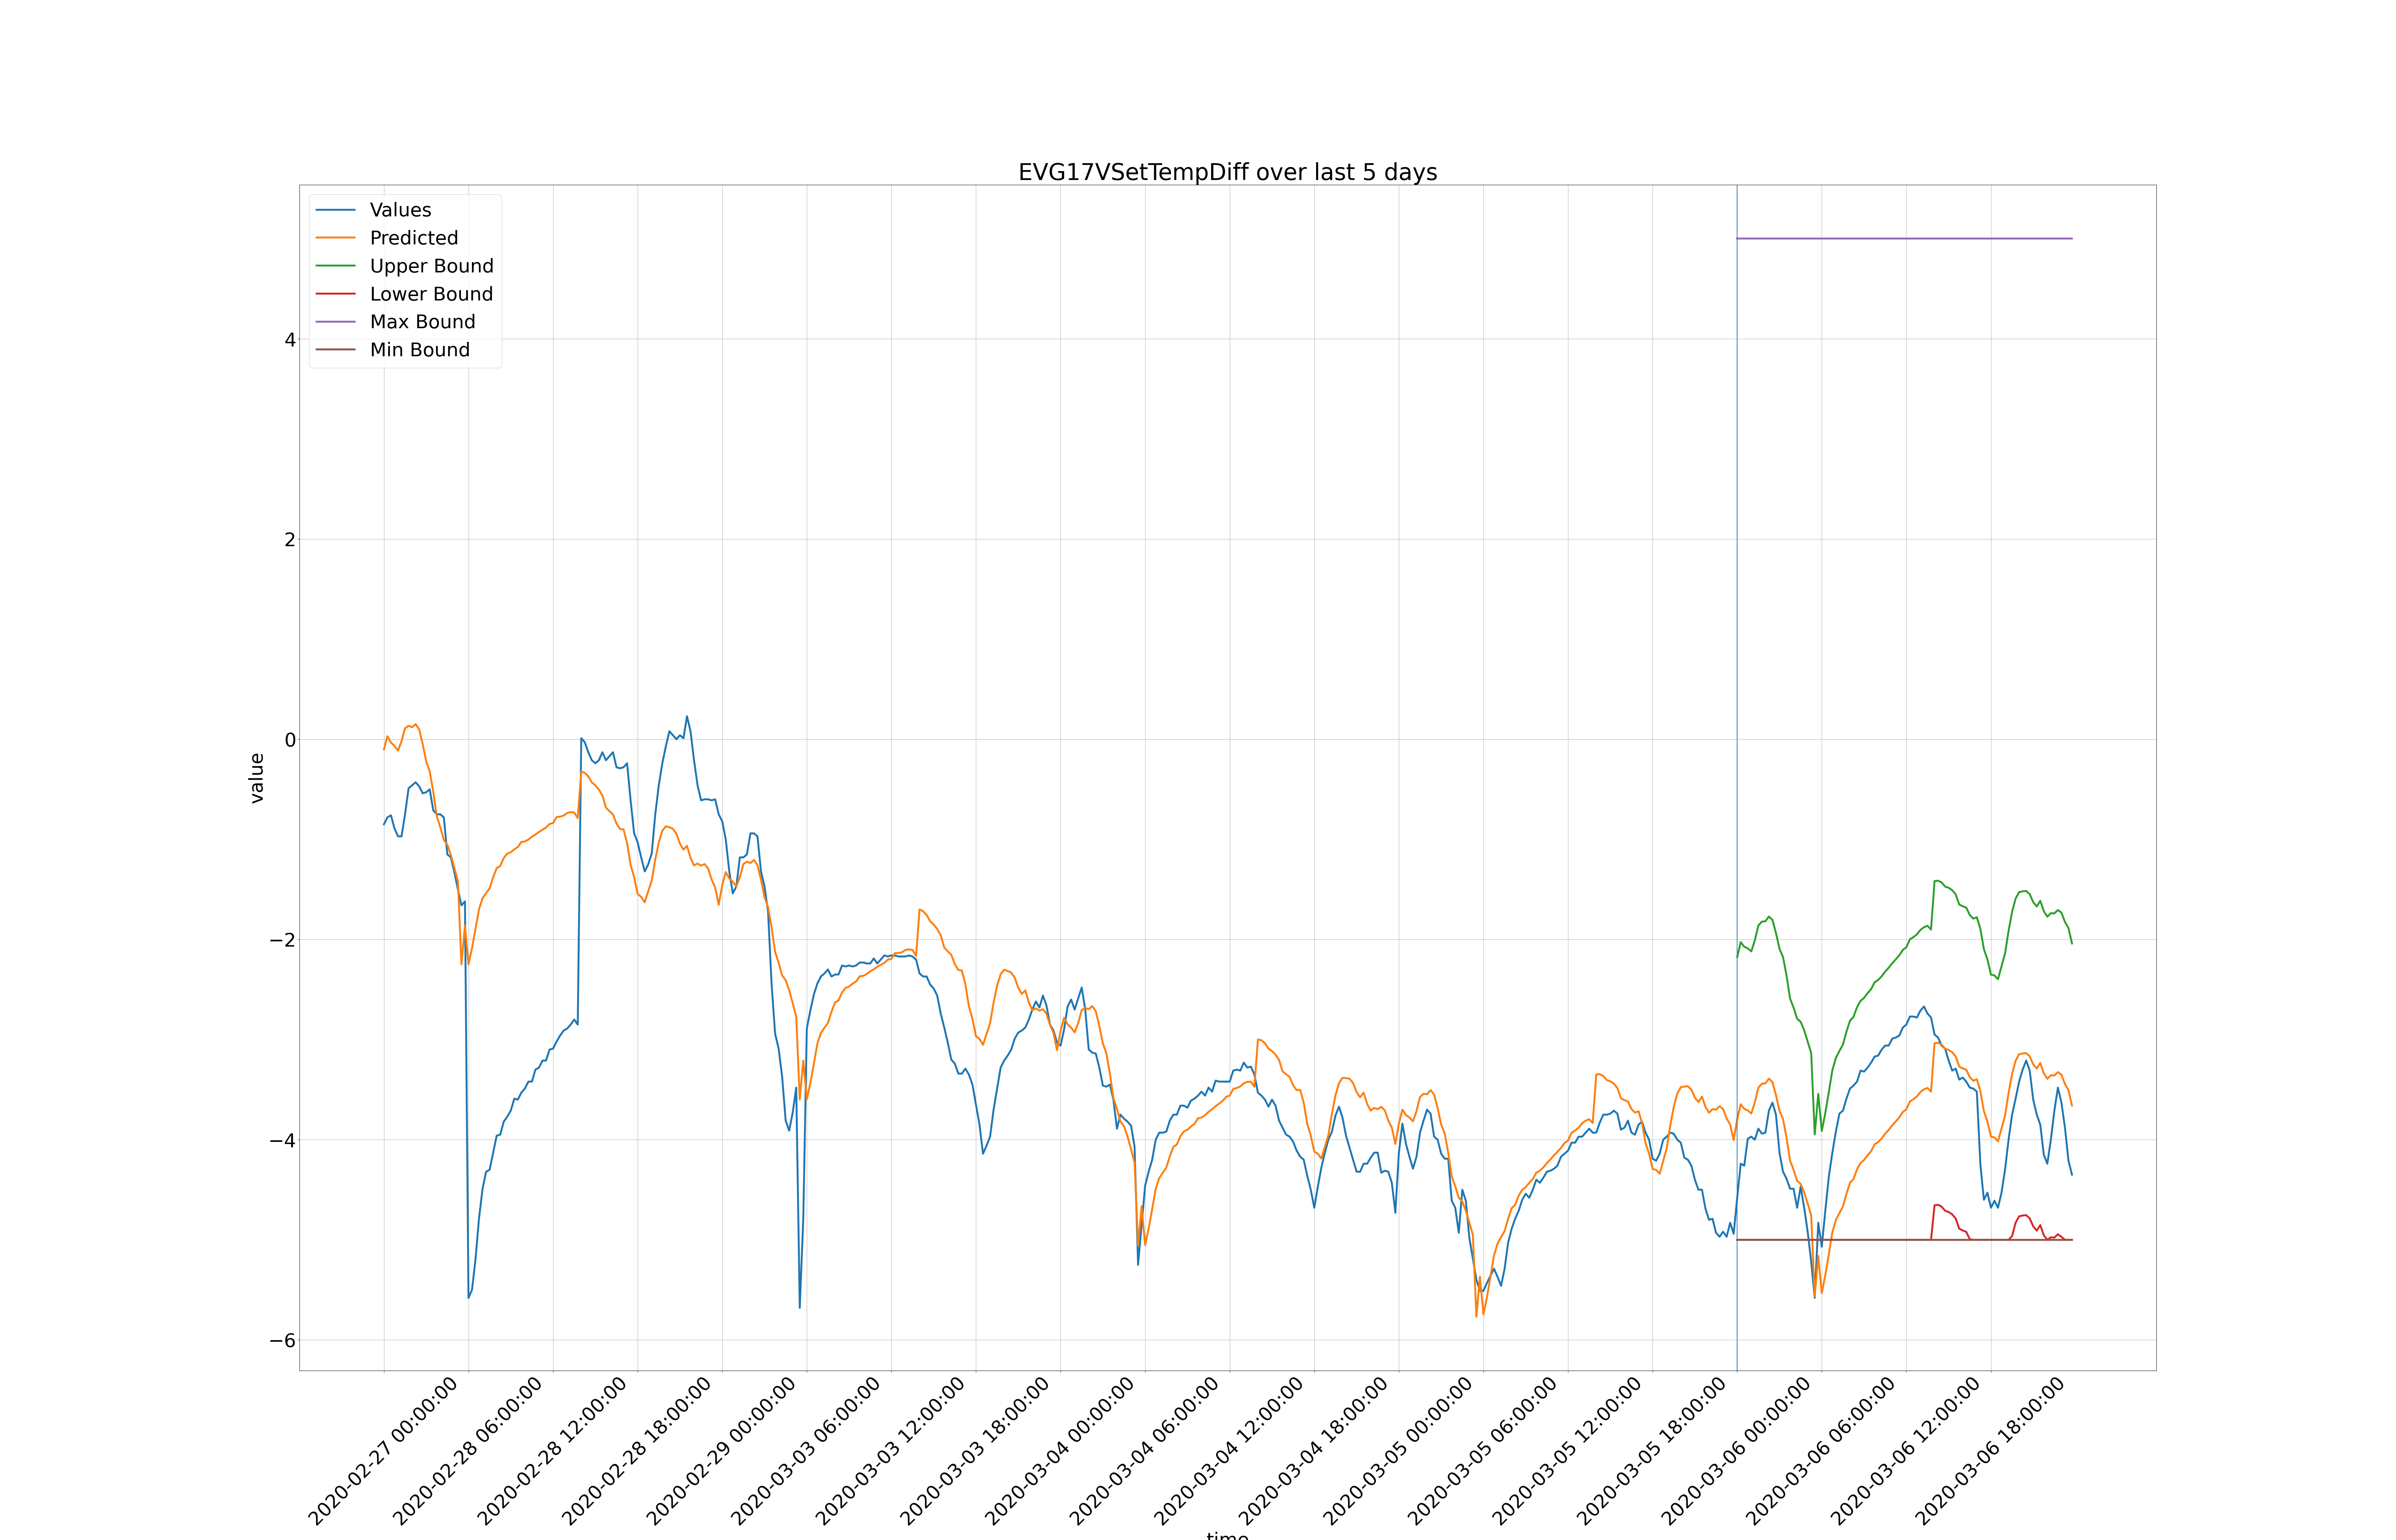 EVG17VSetTempDiff over last 5 days
Values
Predicted
Upper Bound
Lower Bound
Max Bound
Min Bound
4
2
0
−2
−4
−6
value
2020-02-27 00:00:00
2020-02-28 06:00:00
2020-02-28 12:00:00
2020-02-28 18:00:00
2020-02-29 00:00:00
2020-03-03 06:00:00
2020-03-03 12:00:00
2020-03-03 18:00:00
2020-03-04 00:00:00
2020-03-04 06:00:00
2020-03-04 12:00:00
2020-03-04 18:00:00
2020-03-05 00:00:00
2020-03-05 06:00:00
2020-03-05 12:00:00
2020-03-05 18:00:00
2020-03-06 00:00:00
2020-03-06 06:00:00
2020-03-06 12:00:00
2020-03-06 18:00:00
time